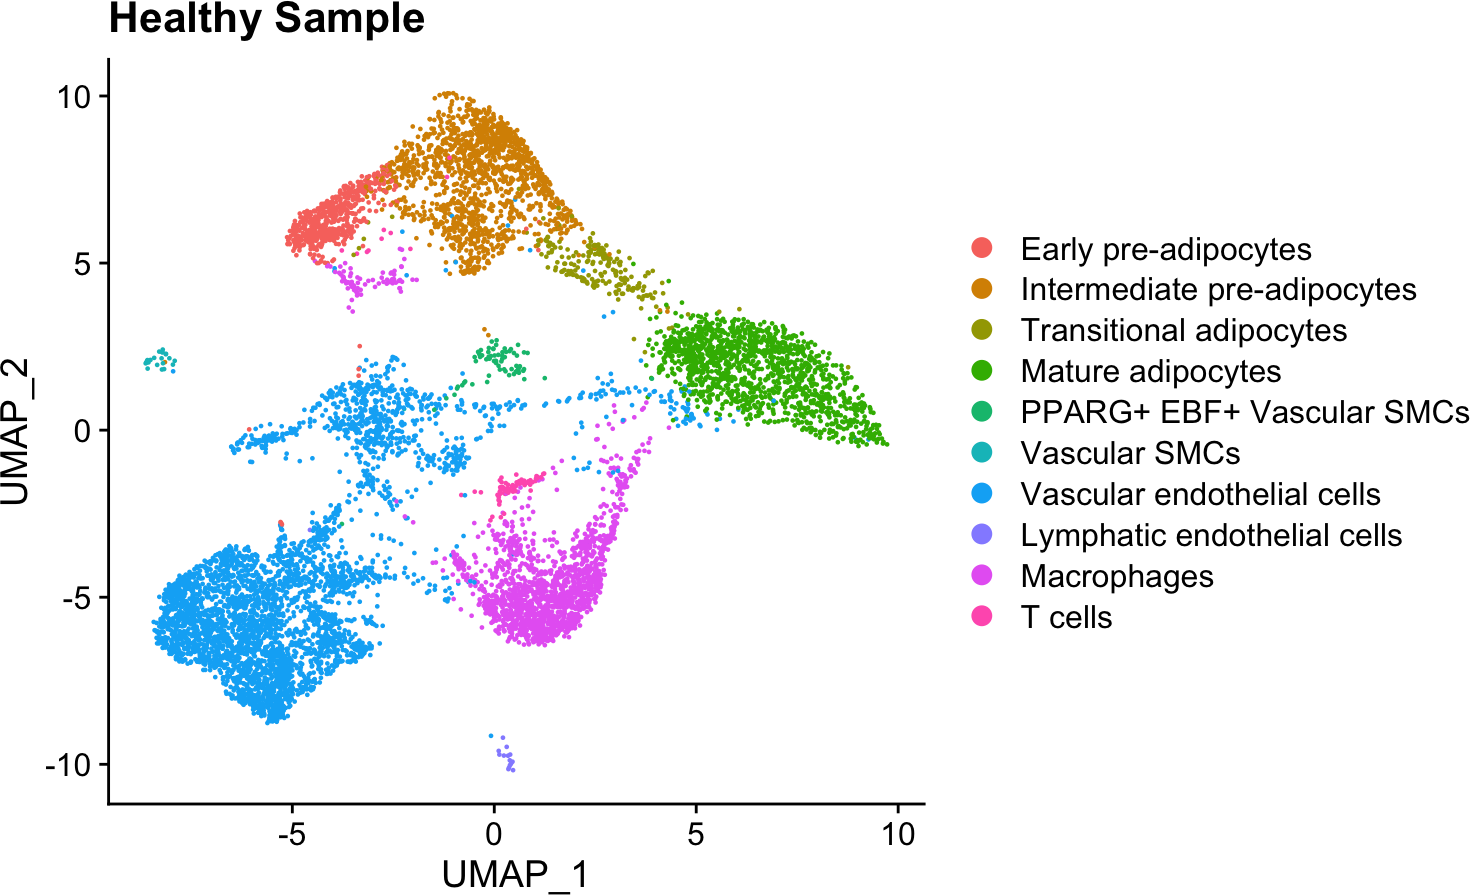 Healthy Sample
10
5
0
-5
-10
UMAP_2
-5
0
5
10
UMAP_1
Early pre-adipocytes
Intermediate pre-adipocytes
Transitional adipocytes
Mature adipocytes
PPARG+ EBF+ Vascular SMCs
Vascular SMCs
Vascular endothelial cells
Lymphatic endothelial cells
Macrophages
T cells